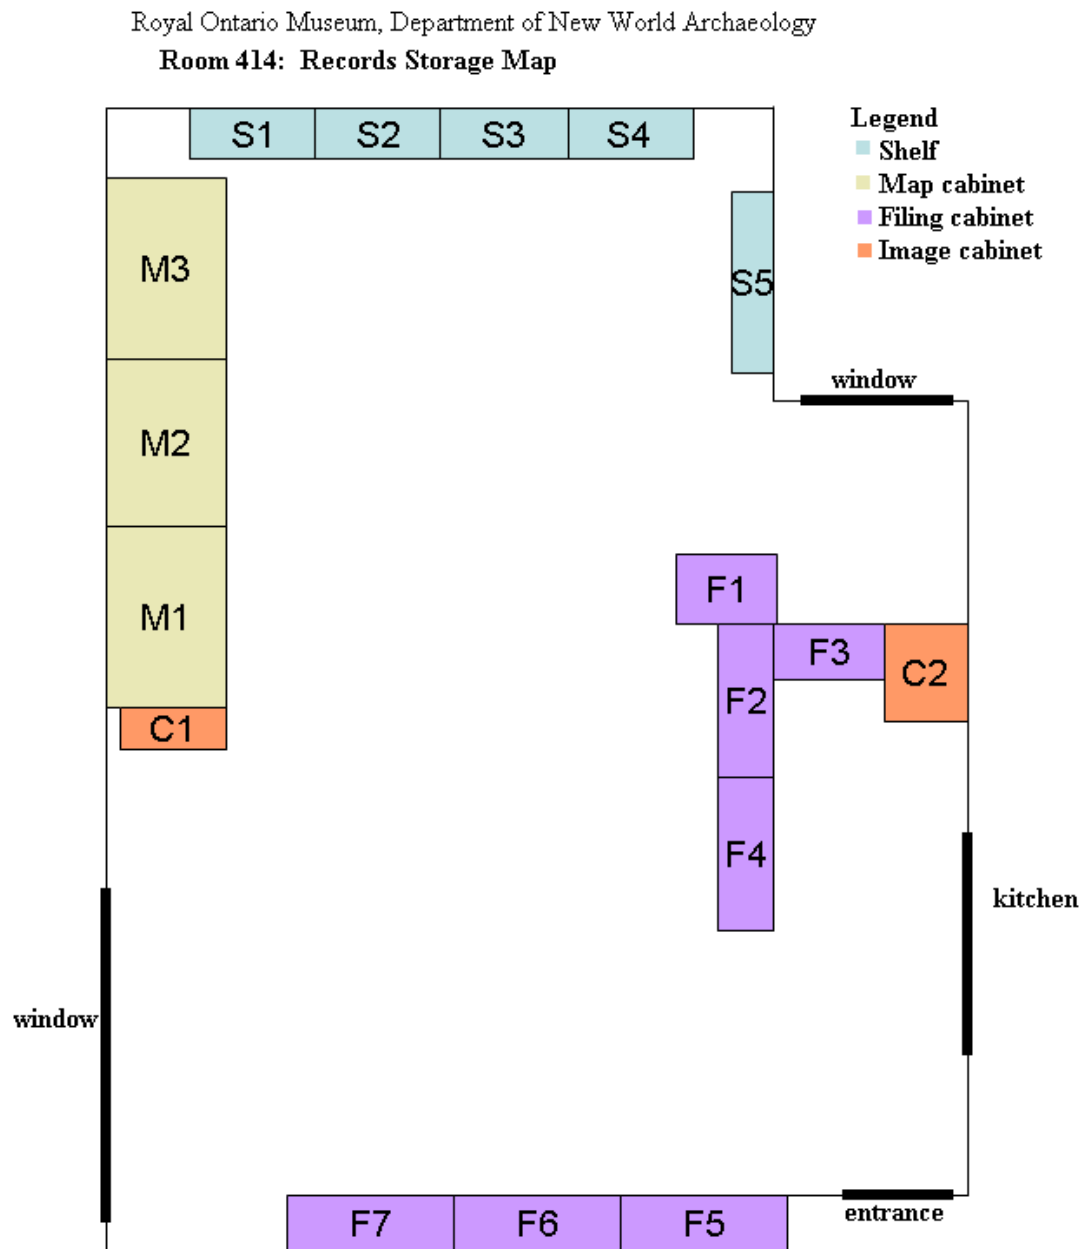 Royal Ontario Museum, Department of New World Archaeology
Room 414: Records Storage Map
S1 S2 S3 S4
Legend
Shelf
Map cabinet
Filing cabinet
Image cabinet
M3
S5
window
M2
F1
M1
F3
C2
F2
C1
F4
kitchen
window
F7 F6 F5
entrance